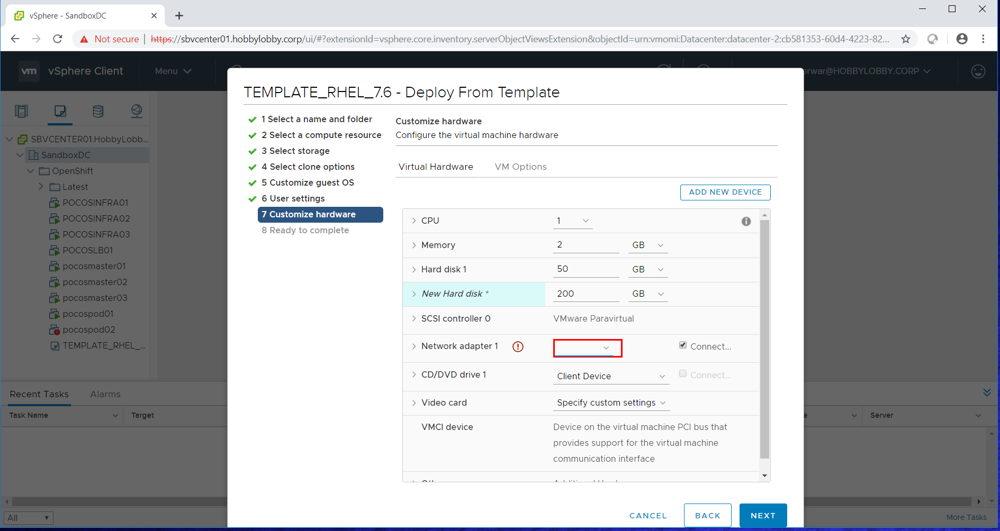 vSphere - SandboxDC
Not secure | https://sbvcenter01.hobbylobby.corp/ui/#?extensionId=vsphere.core.inventory.serverObjectViewsExtension&objectId=urn:vmomi:Datacenter:datacenter-2:cb581353-60d4-4223-82...
vm vSphere Client Menu
orwar@HOBBYLOBBY.CORP
TEMPLATE_RHEL_7.6 - Deploy From Template
1 Select a name and folder
2 Select a compute resource
3 Select storage
4 Select clone options
5 Customize guest OS
6 User settings
7 Customize hardware
8 Ready to complete
Customize hardware
Configure the virtual machine hardware
Virtual Hardware VM Options
ADD NEW DEVICE
CPU 1
Memory 2 GB
Hard disk 1 50 GB
New Hard disk * 200 GB
SCSI controller 0 VMware Paravirtual
Network adapter 1 Connect...
CD/DVD drive 1 Client Device Connect...
Video card Specify custom settings
VMCI device Device on the virtual machine PCI bus that
provides support for the virtual machine
communication interface
CANCEL BACK NEXT
SBVCENTER01.HobbyLobb...
SandboxDC
OpenShift
Latest
POCOSINFRA01
POCOSINFRA02
POCOSINFRA03
POCOSLB01
pocosmaster01
pocosmaster02
pocosmaster03
pocospod01
pocospod02
TEMPLATE_RHEL_...
Recent Tasks Alarms
Task Name Target Server
All
More Tasks